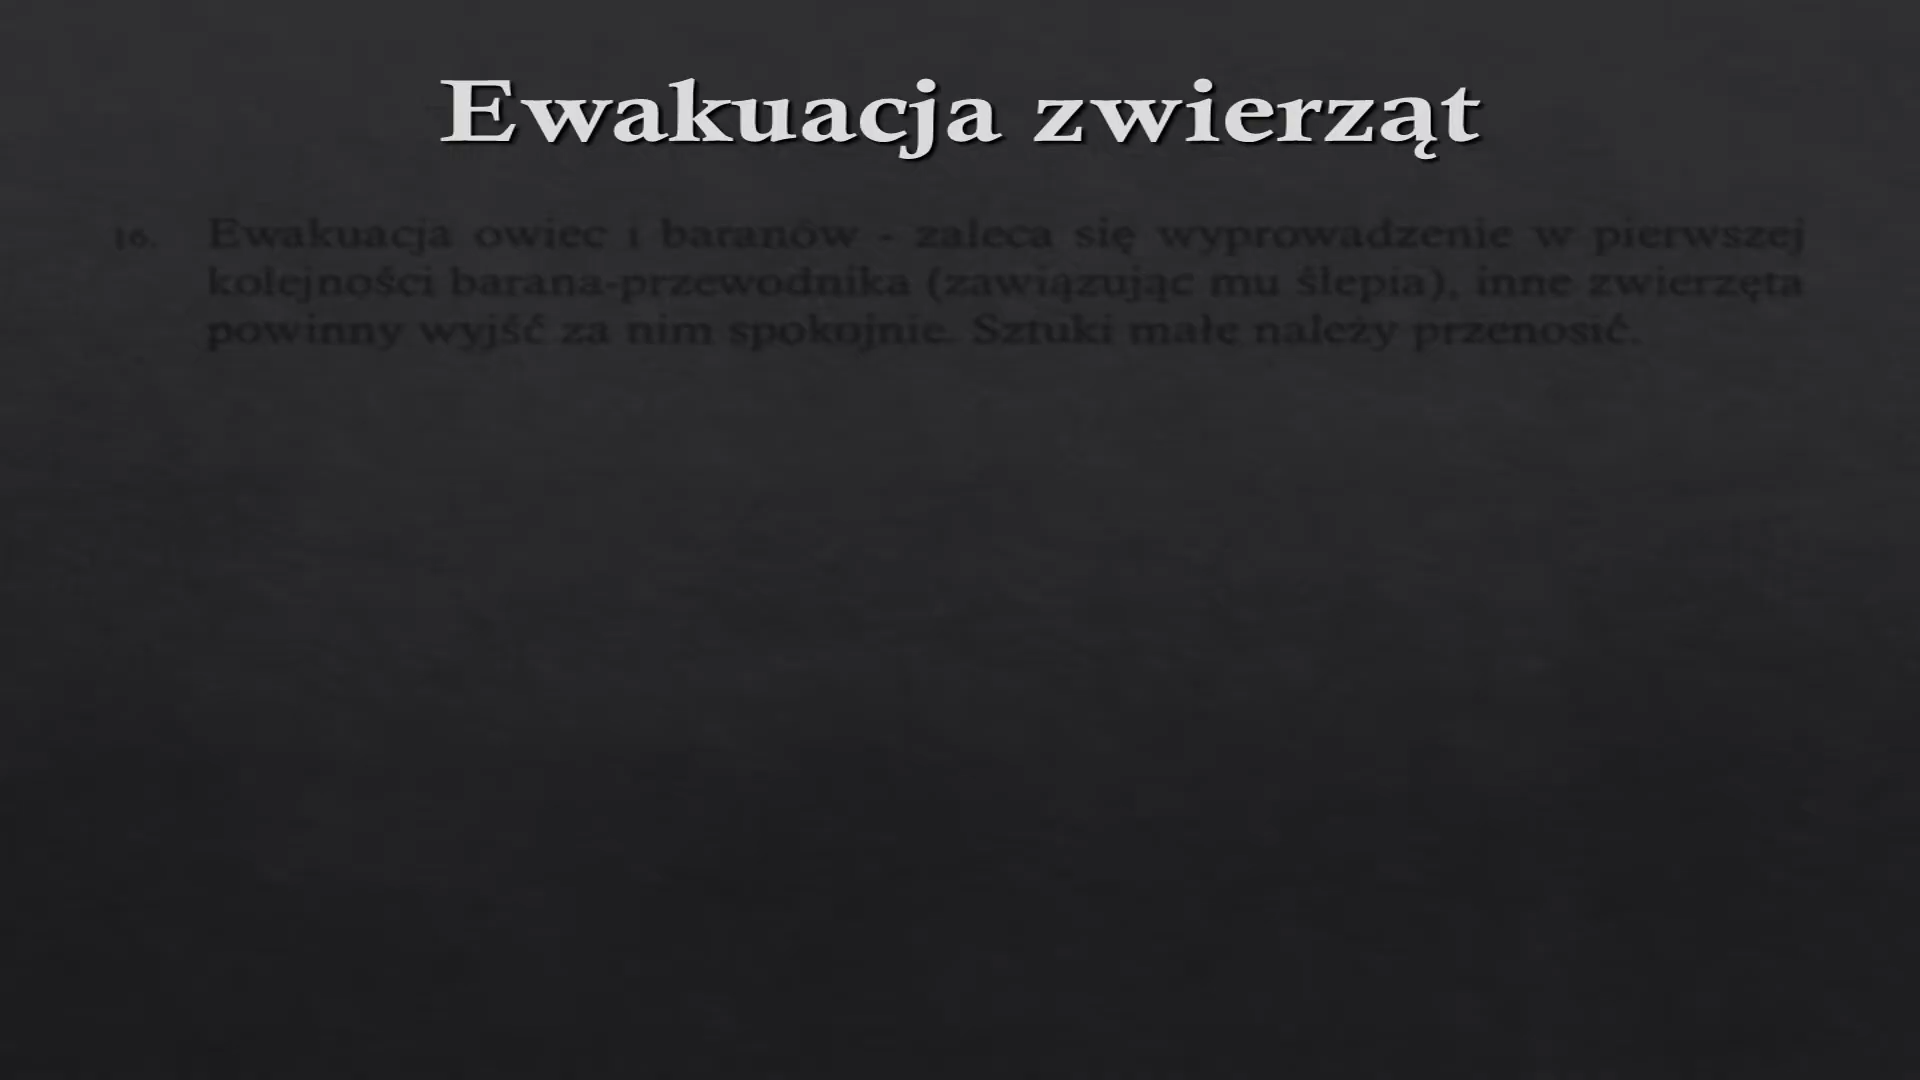 Ewakuacja zwierząt
16. Ewakuacja owiec i baranów - zaleca się wyprowadzenie w pierwszej
kolejności barana-przewodnika (zawiązując mu ślepia), inne zwierzęta
powinny wyjść za nim spokojnie. Sztuki małe należy przenosić.